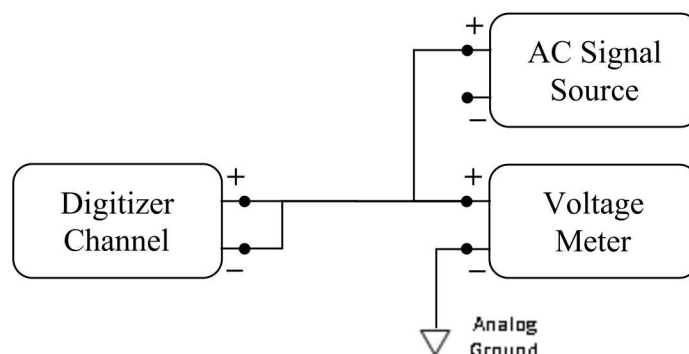 +
AC Signal
Source
−
+
Digitizer
Channel
−
+
Voltage
Meter
−
Analog
Ground